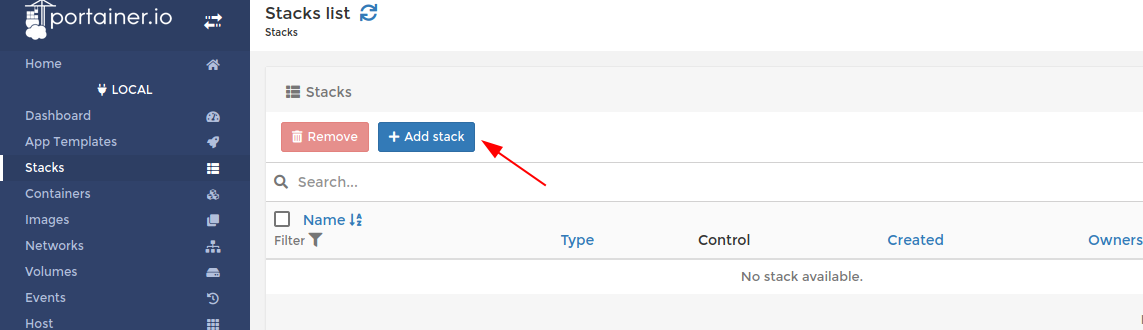 portainer.io
Stacks list
Stacks
Home
LOCAL
Dashboard
App Templates
Stacks
Containers
Images
Networks
Volumes
Events
Host
Stacks
Remove
Add stack
Search...
Name
Filter
Type
Control
Created
Owners
No stack available.